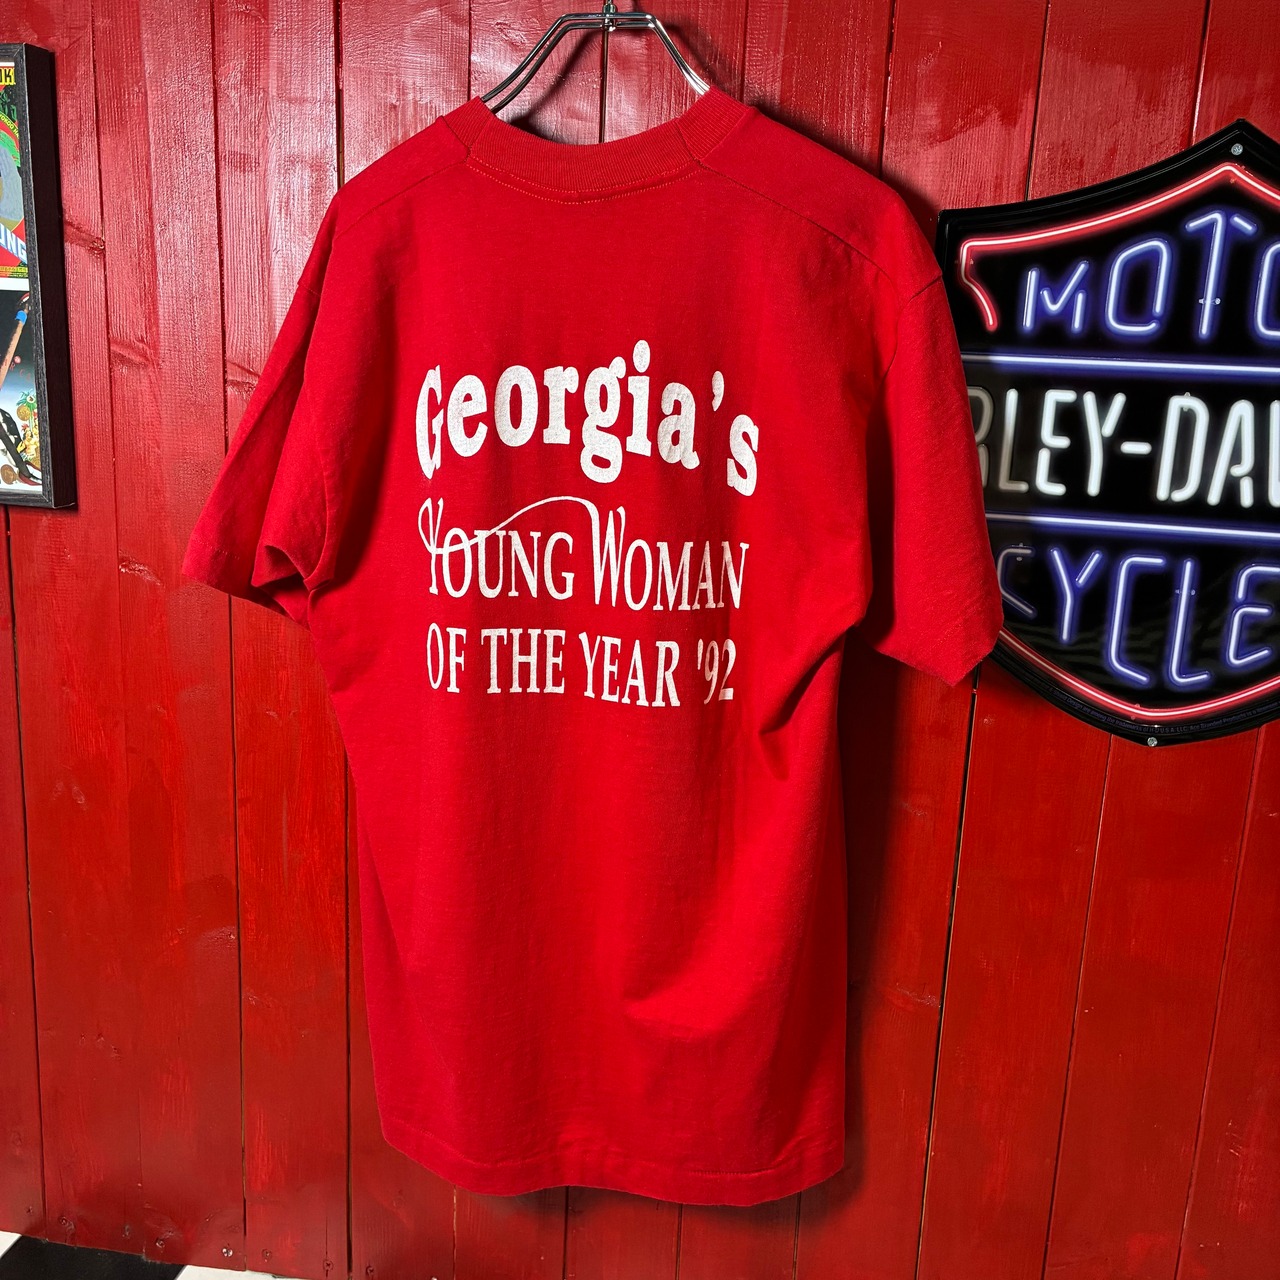 Georgia's
YOUNG WOMAN
OF THE YEAR '92
MOTO
RLEY-DAV
CYCLE